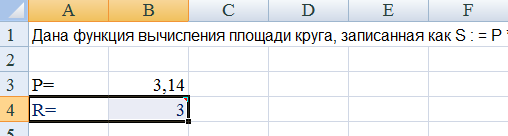 A B C D E F
1 Дана функция вычисления площади круга, записанная как S : = P *
2
3 P= 3,14
4 R= 3